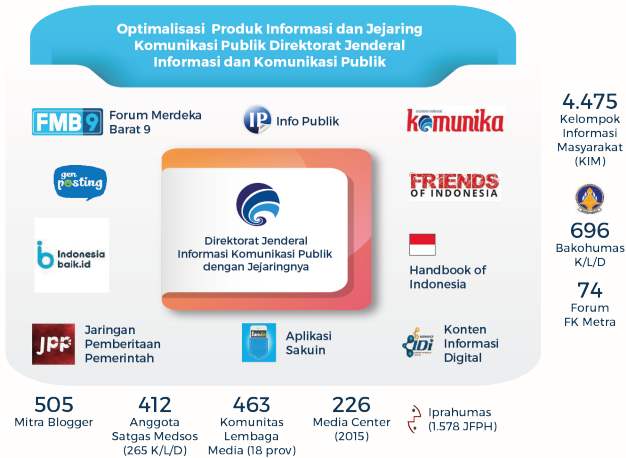 Optimalisasi Produk Informasi dan Jejaring
Komunikasi Publik Direktorat Jenderal
Informasi dan Komunikasi Publik
FMB9
Forum Merdeka
Barat 9
IP
Info Publik
komunika
gen
posting
FRIENDS
OF INDONESIA
Indonesia
baik.id
Direktorat Jenderal
Informasi Komunikasi Publik
dengan Jejaringnya
Handbook of
Indonesia
jpp
Jaringan
Pemberitaan
Pemerintah
Aplikasi
Sakuin
IDi
Konten
Informasi
Digital
4.475
Kelompok
Informasi
Masyarakat
(KIM)
696
Bakohumas
K/L/D
74
Forum
FK Metra
505
Mitra Blogger
412
Anggota
Satgas Medsos
(265 K/L/D)
463
Komunitas
Lembaga
Media (18 prov)
226
Media Center
(2015)
Iprahumas
(1.578 JFPH)